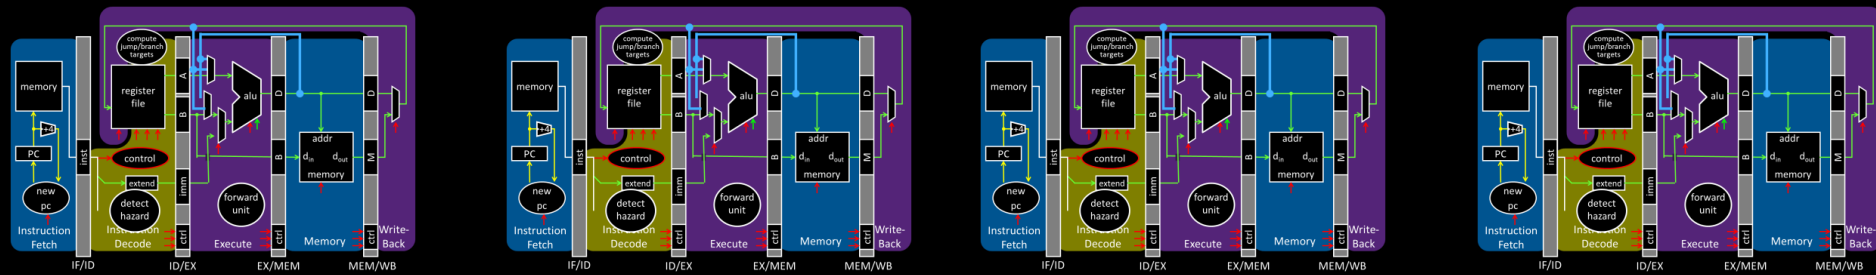 compute
jump/branch
targets
memory
register
file
A
B
alu
D
D
+4
addr
inst
PC
control
B
d_in d_out
M
memory
extend
imm
new
pc
detect
hazard
forward
unit
Instruction
Fetch
Instruction
Decode
ctrl
Execute
ctrl
Memory
ctrl
Write-
Back
IF/ID
ID/EX
EX/MEM
MEM/WB
compute
jump/branch
targets
memory
register
file
A
B
alu
D
D
+4
addr
inst
PC
control
B
d_in d_out
M
memory
extend
imm
new
pc
detect
hazard
forward
unit
Instruction
Fetch
Instruction
Decode
ctrl
Execute
ctrl
Memory
ctrl
Write-
Back
IF/ID
ID/EX
EX/MEM
MEM/WB
compute
jump/branch
targets
memory
register
file
A
B
alu
D
D
+4
addr
inst
PC
control
B
d_in d_out
M
memory
extend
imm
new
pc
detect
hazard
forward
unit
Instruction
Fetch
Instruction
Decode
ctrl
Execute
ctrl
Memory
ctrl
Write-
Back
IF/ID
ID/EX
EX/MEM
MEM/WB
compute
jump/branch
targets
memory
register
file
A
B
alu
D
D
+4
addr
inst
PC
control
B
d_in d_out
M
memory
extend
imm
new
pc
detect
hazard
forward
unit
Instruction
Fetch
Instruction
Decode
ctrl
Execute
ctrl
Memory
ctrl
Write-
Back
IF/ID
ID/EX
EX/MEM
MEM/WB